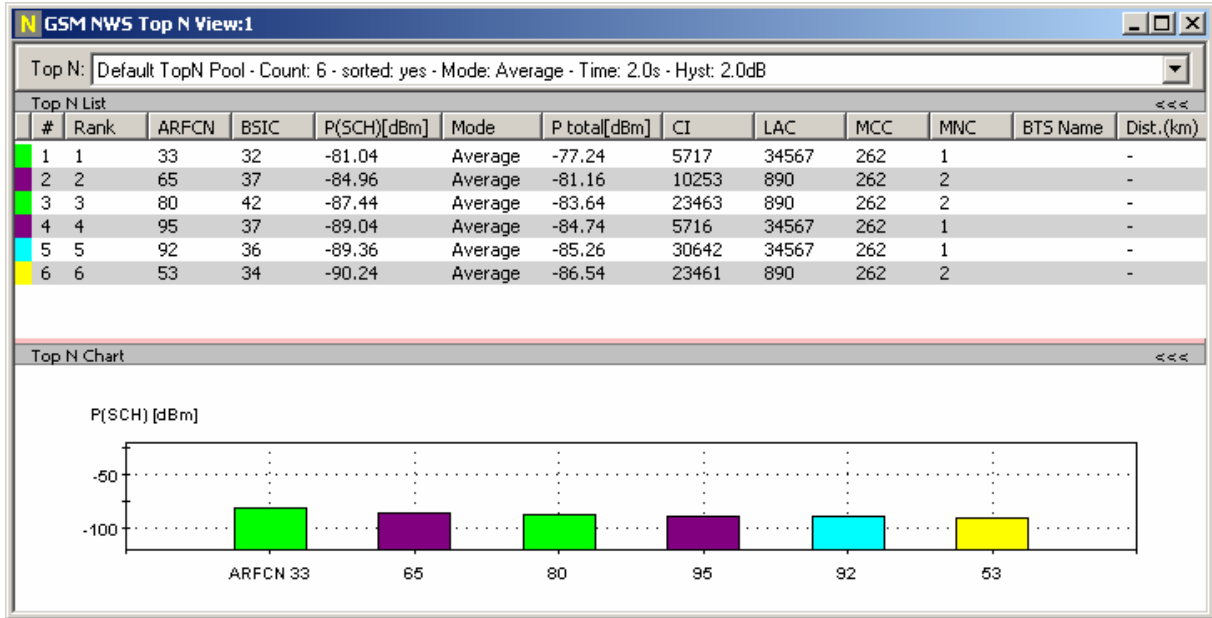 N GSM NWS Top N View:1
Top N: Default TopN Pool - Count: 6 - sorted: yes - Mode: Average - Time: 2.0s - Hyst: 2.0dB
Top N List <<<
# Rank ARFCN BSIC P(SCH)[dBm] Mode P total[dBm] CI LAC MCC MNC BTS Name Dist.(km)
1 1 33 32 -81.04 Average -77.24 5717 34567 262 1 -
2 2 65 37 -84.96 Average -81.16 10253 890 262 2 -
3 3 80 42 -87.44 Average -83.64 23463 890 262 2 -
4 4 95 37 -89.04 Average -84.74 5716 34567 262 1 -
5 5 92 36 -89.36 Average -85.26 30642 34567 262 1 -
6 6 53 34 -90.24 Average -86.54 23461 890 262 2 -
Top N Chart <<<
P(SCH) [dBm]
-50
-100
ARFCN 33 65 80 95 92 53